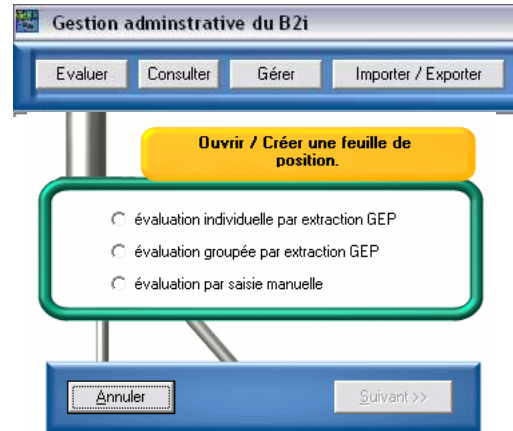 Gestion adminstrative du B2i
Evaluer Consulter Gérer Importer / Exporter
Ouvrir / Créer une feuille de
position.
évaluation individuelle par extraction GEP
évaluation groupée par extraction GEP
évaluation par saisie manuelle
Annuler Suivant >>